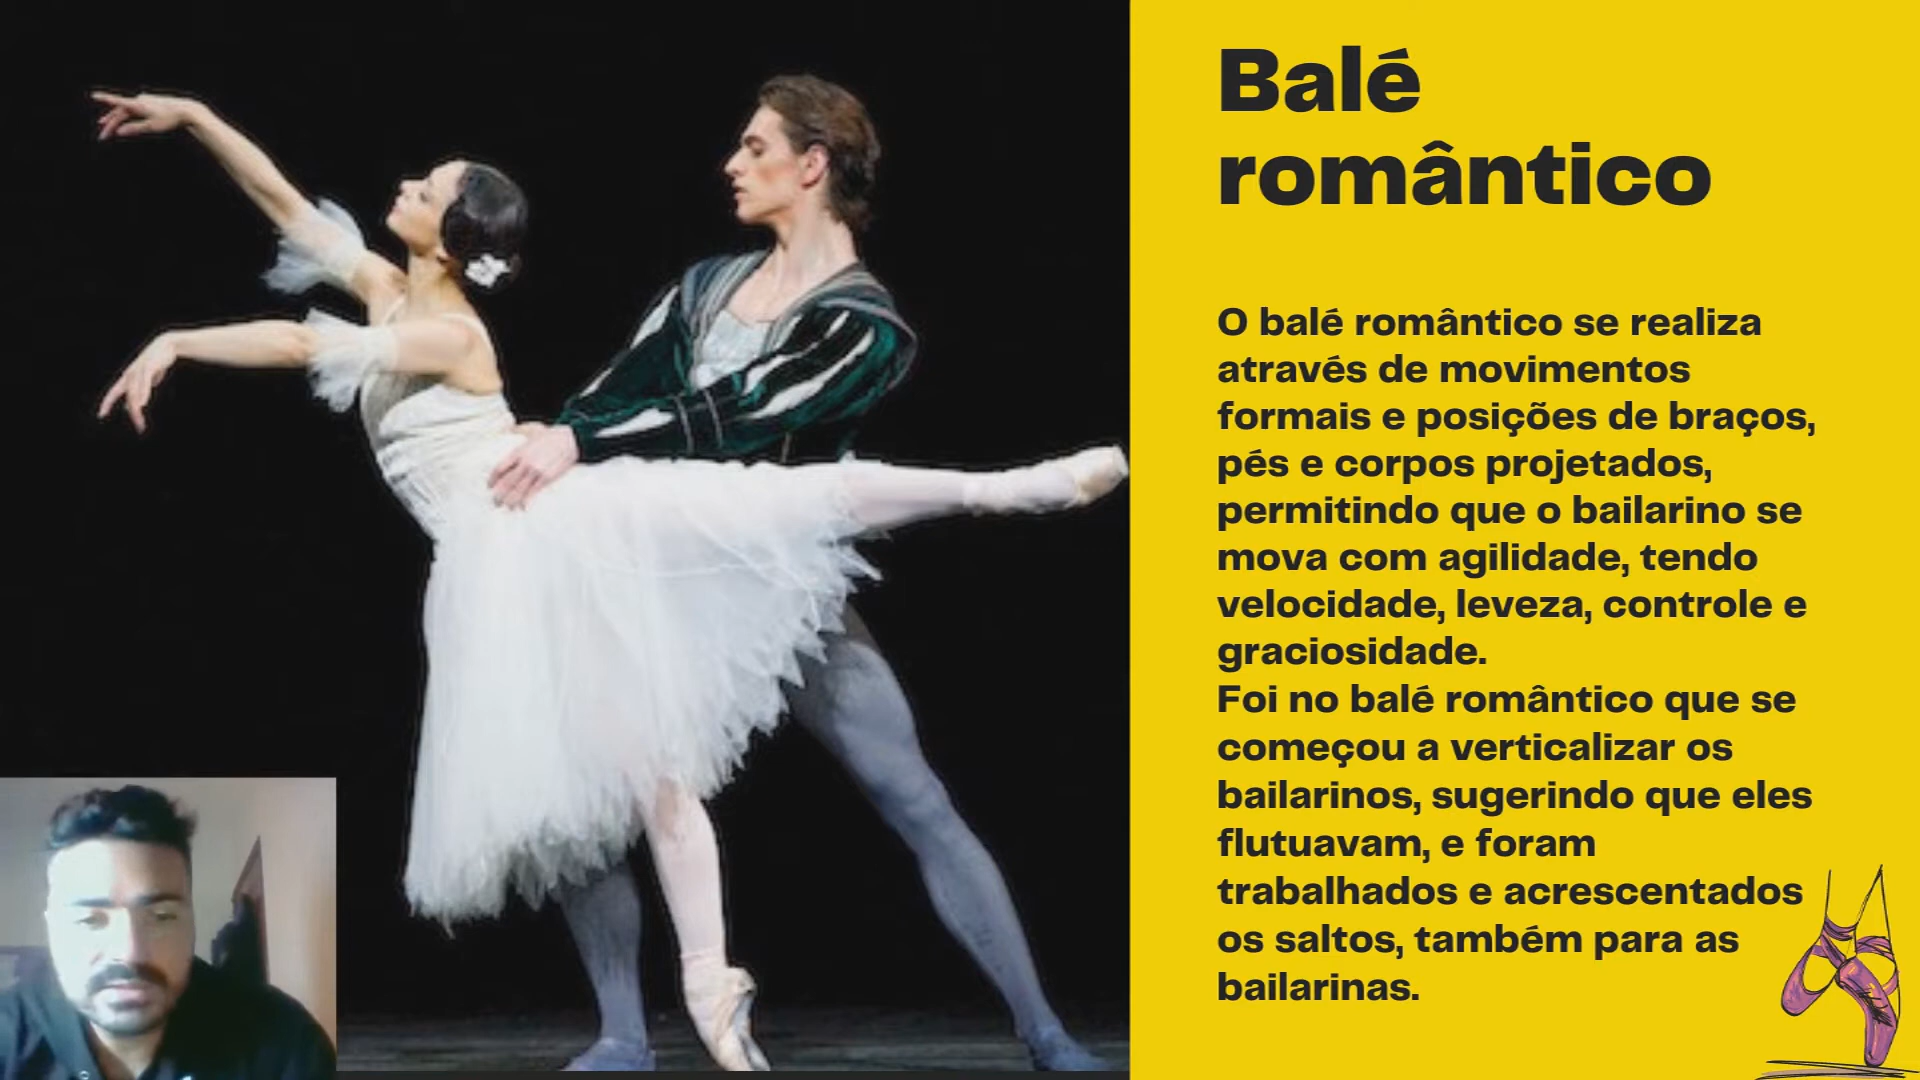 Balé
romântico
O balé romântico se realiza
através de movimentos
formais e posições de braços,
pés e corpos projetados,
permitindo que o bailarino se
mova com agilidade, tendo
velocidade, leveza, controle e
graciosidade.
Foi no balé romântico que se
começou a verticalizar os
bailarinos, sugerindo que eles
flutuavam, e foram
trabalhados e acrescentados
os saltos, também para as
bailarinas.